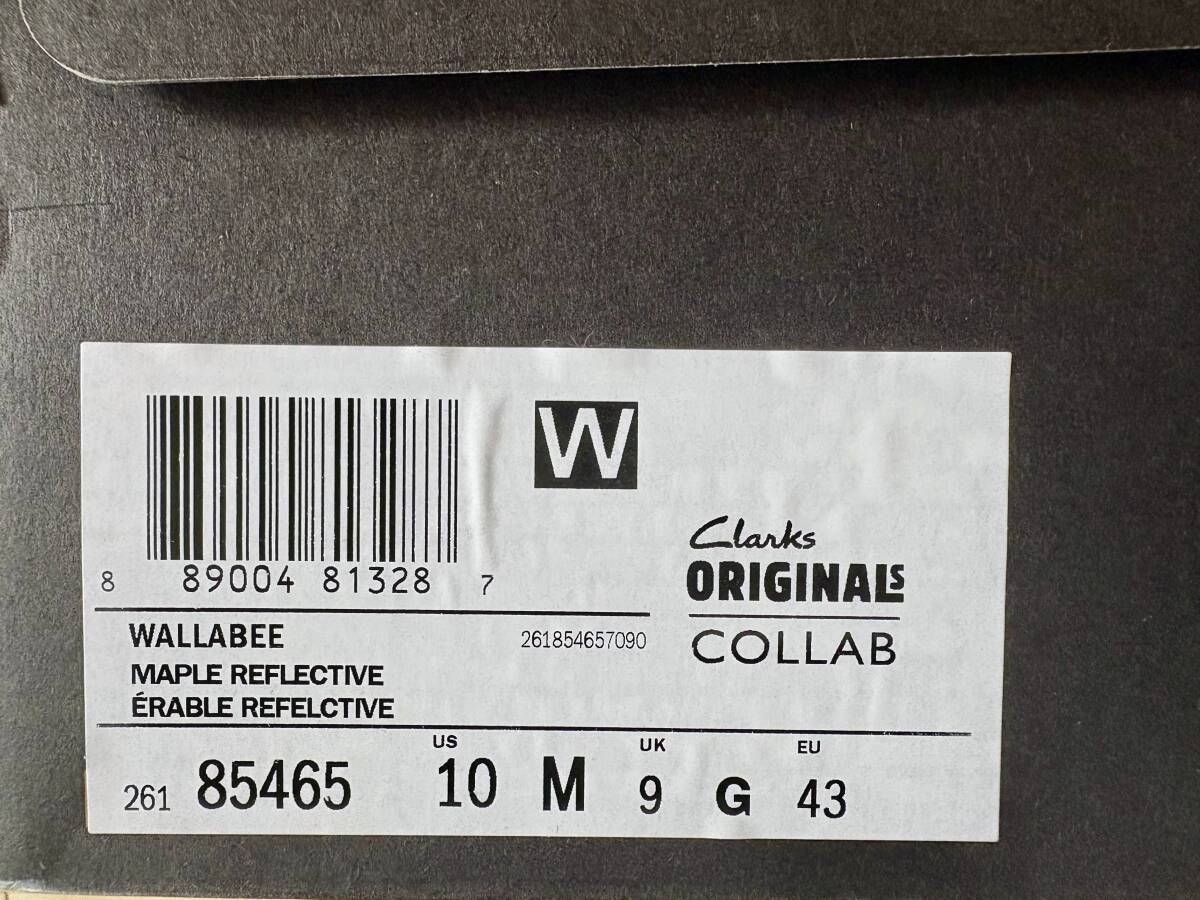 W
8 89004 81328 7
Clarks
ORIGINALS
COLLAB
WALLABEE 261854657090
MAPLE REFLECTIVE
ÉRABLE REFELCTIVE
US UK EU
261 85465 10 M 9 G 43